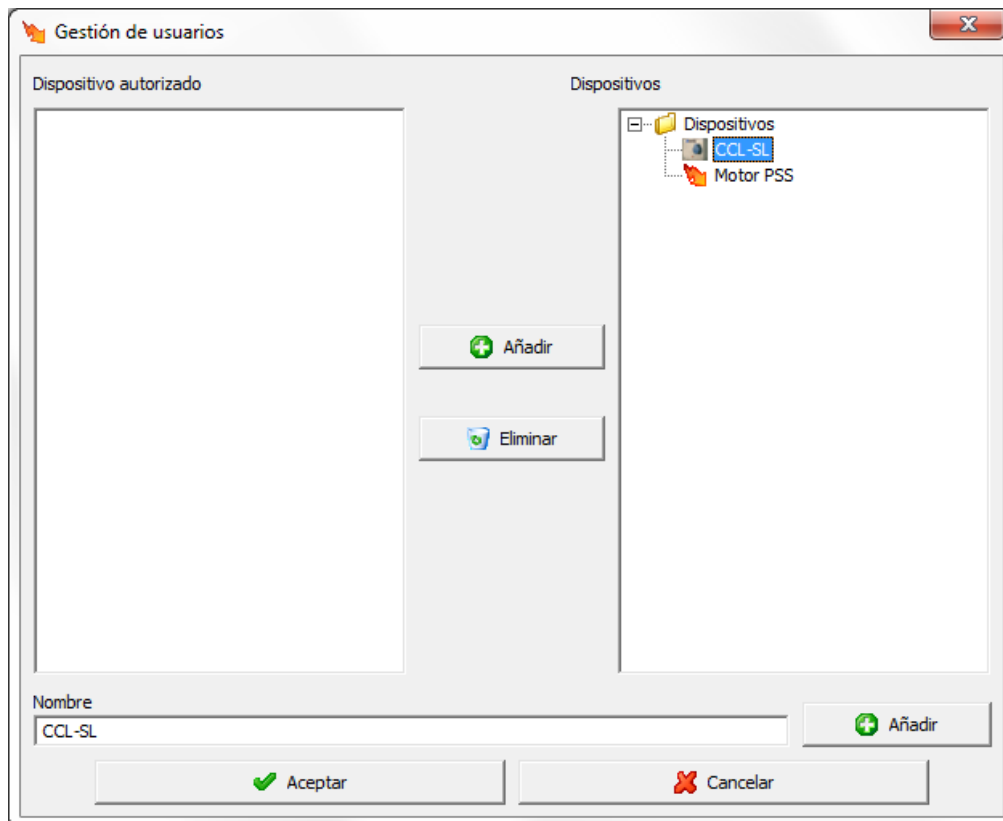 Gestión de usuarios
Dispositivo autorizado
Dispositivos
Dispositivos
CCL-SL
Motor PSS
Añadir
Eliminar
Nombre
CCL-SL
Añadir
Aceptar
Cancelar